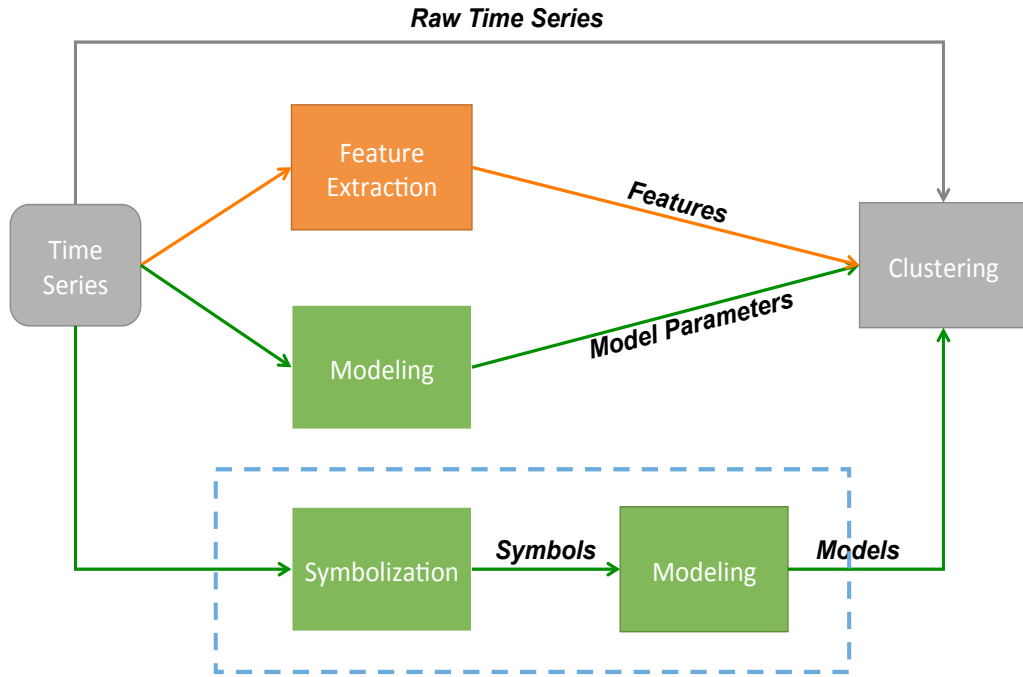 Raw Time Series
Feature
Extraction
Features
Time
Series
Clustering
Model Parameters
Modeling
Symbolization
Symbols
Modeling
Models